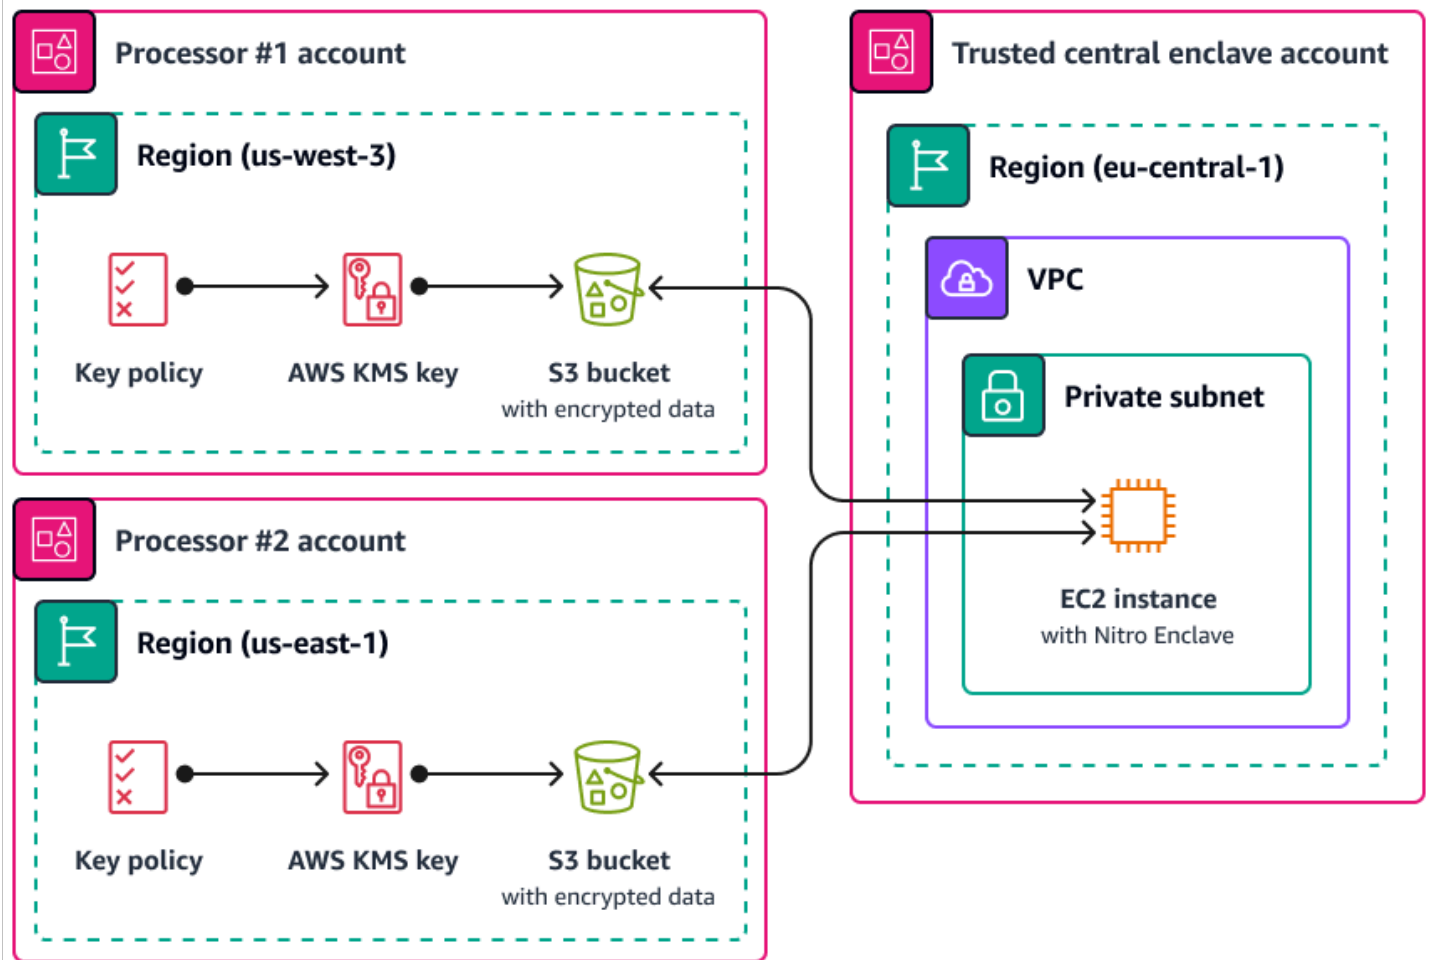 Processor #1 account
Region (us-west-3)
Key policy
AWS KMS key
S3 bucket
with encrypted data
Processor #2 account
Region (us-east-1)
Key policy
AWS KMS key
S3 bucket
with encrypted data
Trusted central enclave account
Region (eu-central-1)
VPC
Private subnet
EC2 instance
with Nitro Enclave